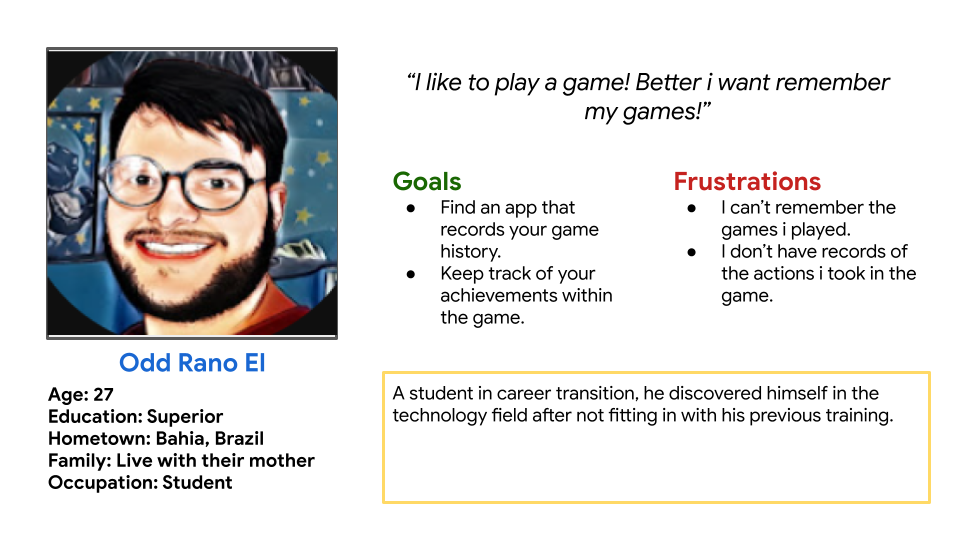 “I like to play a game! Better i want remember
my games!”
Goals
● Find an app that
records your game
history.
● Keep track of your
achievements within
the game.
Frustrations
● I can’t remember the
games i played.
● I don’t have records of
the actions i took in the
game.
Odd Rano El
Age: 27
Education: Superior
Hometown: Bahia, Brazil
Family: Live with their mother
Occupation: Student
A student in career transition, he discovered himself in the
technology field after not fitting in with his previous training.